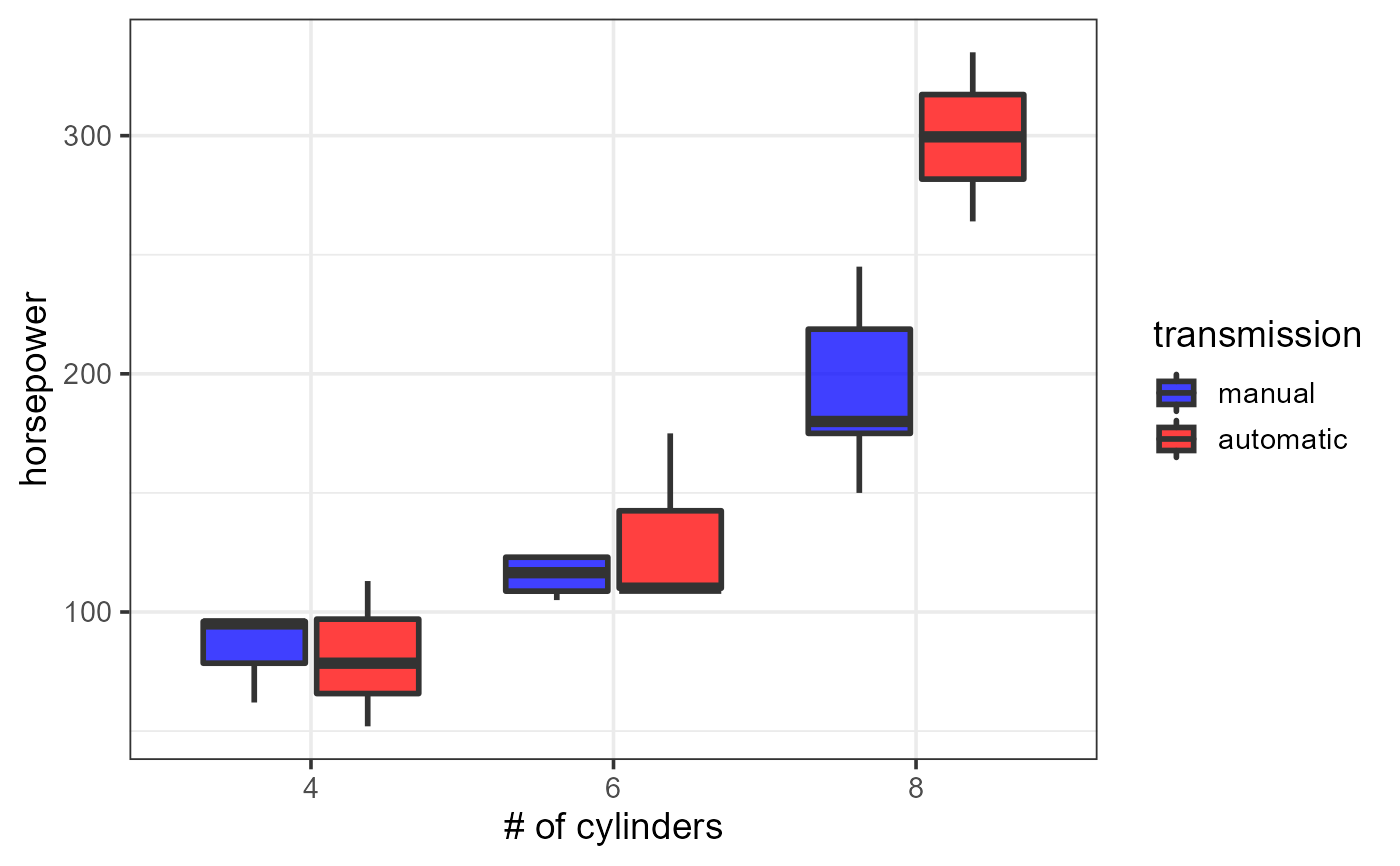 300
200
100
horsepower
4
6
8
# of cylinders
transmission
manual
automatic